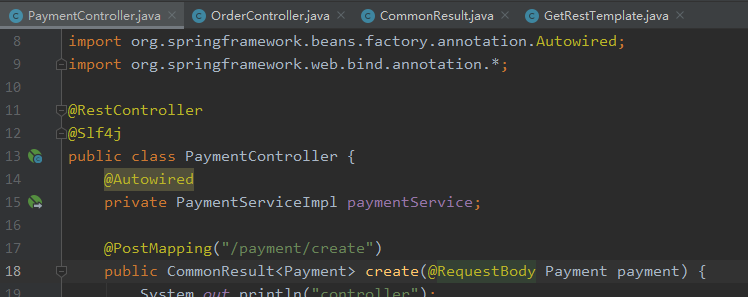 PaymentController.java × OrderController.java × CommonResult.java × GetRestTemplate.java ×
8 import org.springframework.beans.factory.annotation.Autowired;
9 import org.springframework.web.bind.annotation.*;
10
11 @RestController
12 @Slf4j
13 public class PaymentController {
14 @Autowired
15 private PaymentServiceImpl paymentService;
16
17 @PostMapping("/payment/create")
18 public CommonResult<Payment> create(@RequestBody Payment payment) {
19 System.out.println("controller");